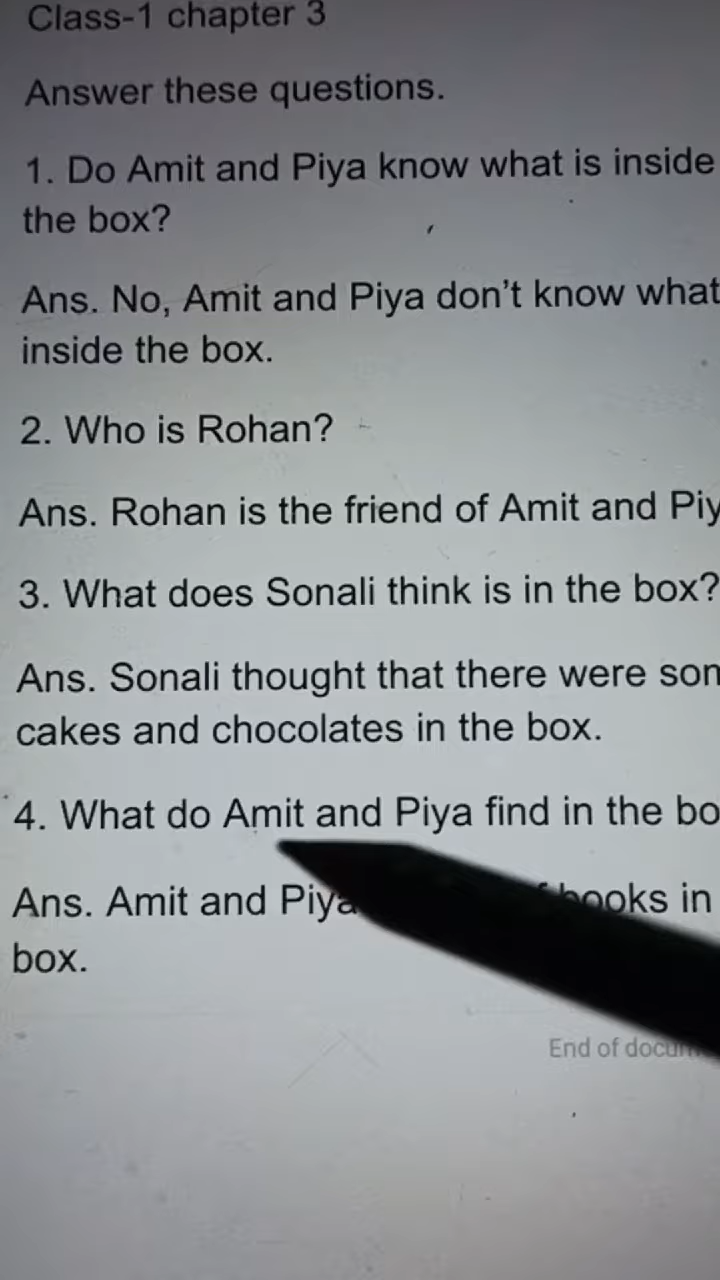 Class-1 chapter 3
Answer these questions.
1. Do Amit and Piya know what is inside
the box?
Ans. No, Amit and Piya don't know what
inside the box.
2. Who is Rohan?
Ans. Rohan is the friend of Amit and
3. What does Sonali think is in the box?
Ans. Sonali thought that there were
cakes and chocolates in the box.
4. What do Amit and Piya find in the
Ans. Amit and Piya books in
box.
End of